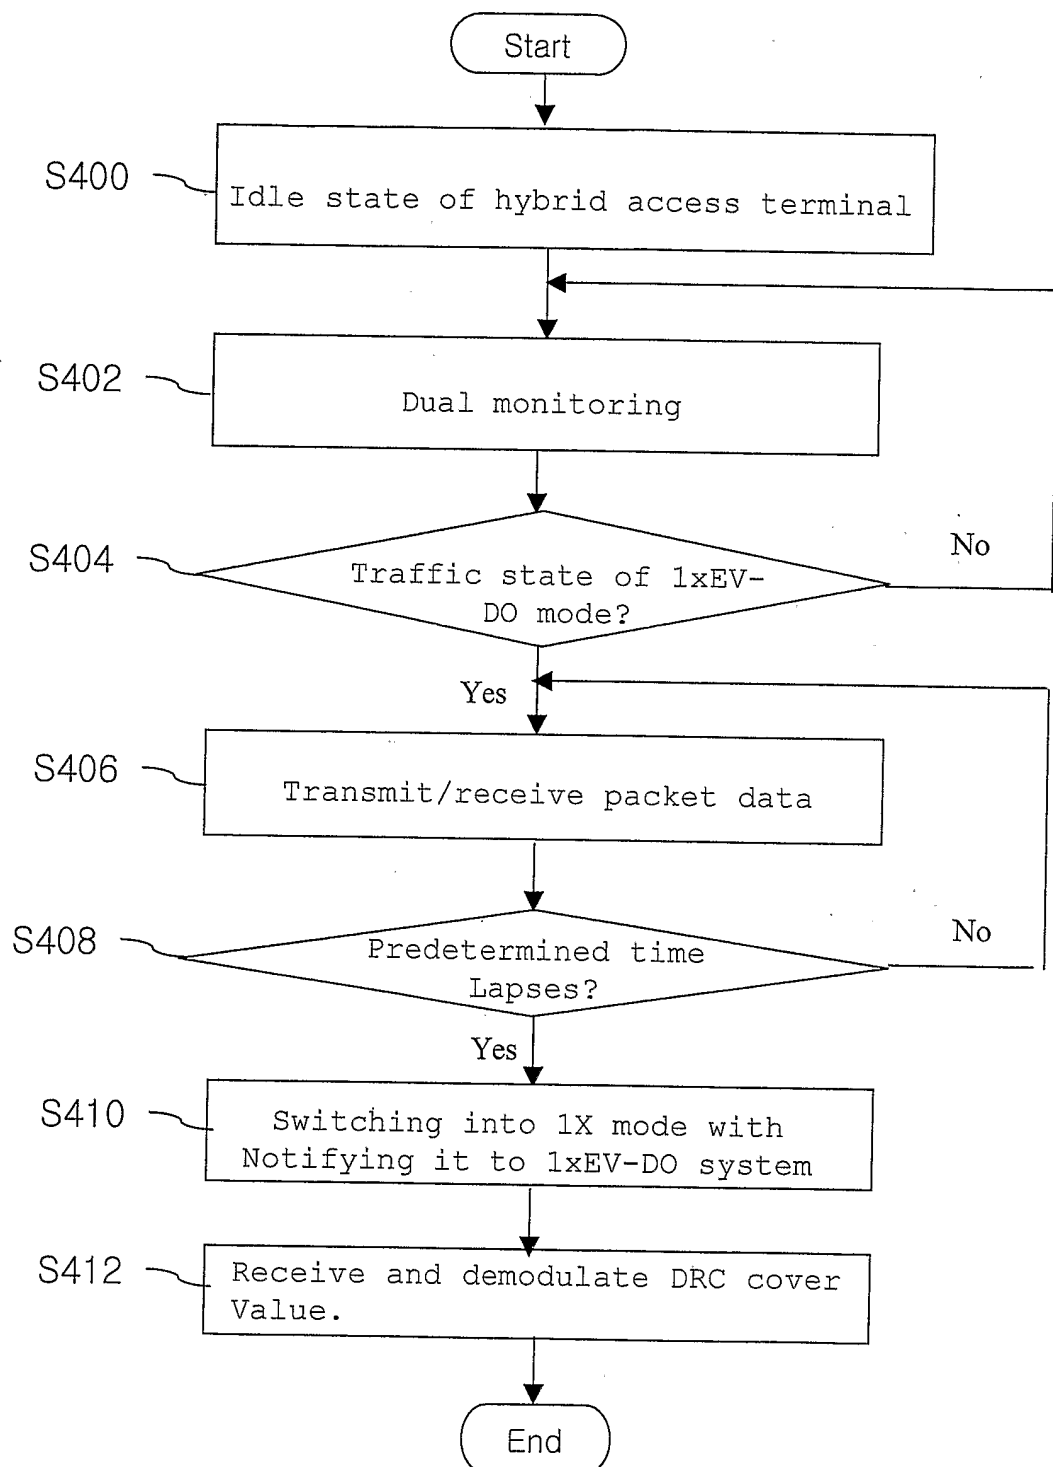 Start
S400
Idle state of hybrid access terminal
S402
Dual monitoring
S404
Traffic state of 1xEV-
DO mode?
No
Yes
S406
Transmit/receive packet data
S408
Predetermined time
Lapses?
No
Yes
S410
Switching into 1X mode with
Notifying it to 1xEV-DO system
S412
Receive and demodulate DRC cover
Value.
End